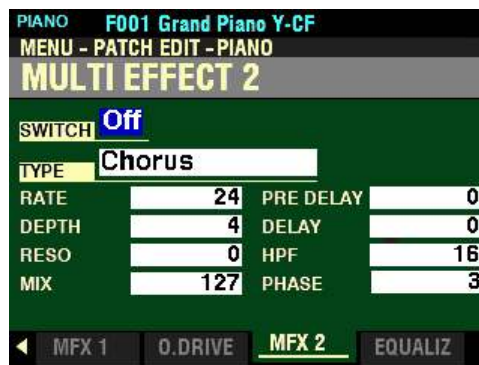 PIANO F001 Grand Piano Y-CF
MENU - PATCH EDIT - PIANO
MULTI EFFECT 2
SWITCH Off
TYPE Chorus
RATE 24 PRE DELAY 0
DEPTH 4 DELAY 0
RESO 0 HPF 16
MIX 127 PHASE 3
MFX 1 O.DRIVE MFX 2 EQUALIZ